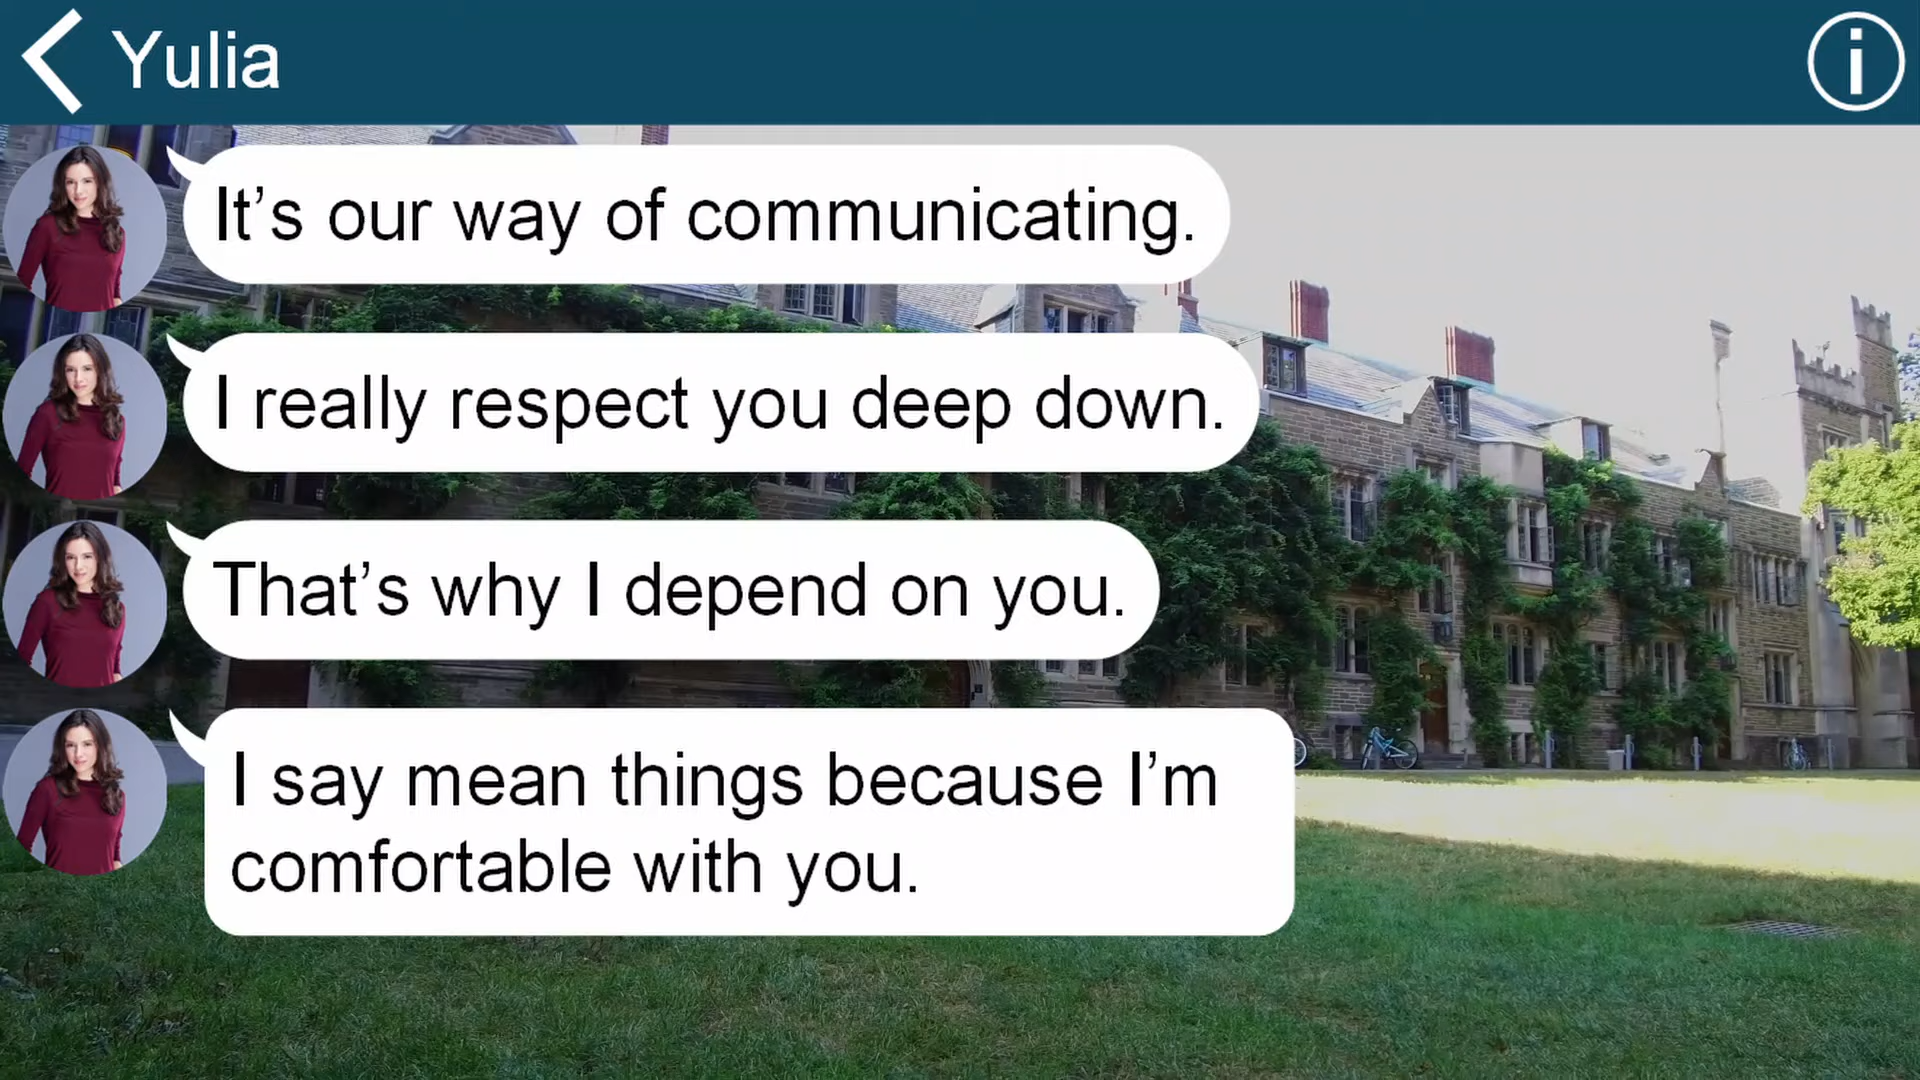 Yulia
It’s our way of communicating.
I really respect you deep down.
That’s why I depend on you.
I say mean things because I’m
comfortable with you.